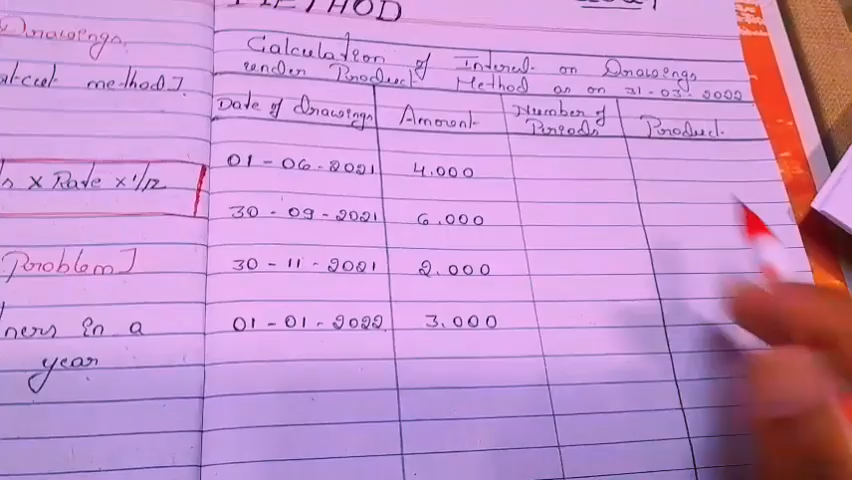 METHOD
Drawings,
method].
x Rate x 1/12
Problem]
in a
year
Calculation of Interest on Drawings
under Product Method as on 31-03-2022
Date of drawings Amount Number of Periods Product
01-06-2021 4.000
30-09-2021 6.000
30-11-2021 2.000
01-01-2022 3.000